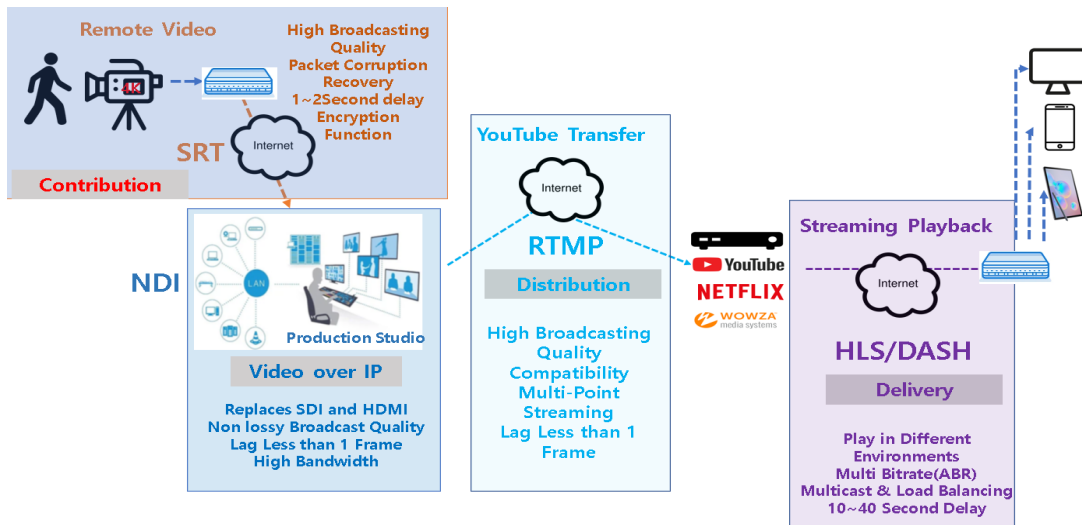 Remote Video
4K
High Broadcasting
Quality
Packet Corruption
Recovery
1~2Second delay
Encryption
Function
Internet
SRT
Contribution
NDI
LAN
Production Studio
Video over IP
Replaces SDI and HDMI
Non lossy Broadcast Quality
Lag Less than 1 Frame
High Bandwidth
YouTube Transfer
Internet
RTMP
Distribution
High Broadcasting
Quality
Compatibility
Multi-Point
Streaming
Lag Less than 1
Frame
YouTube
NETFLIX
WOWZA
media systems
Streaming Playback
Internet
HLS/DASH
Delivery
Play in Different
Environments
Multi Bitrate(ABR)
Multicast & Load Balancing
10~40 Second Delay